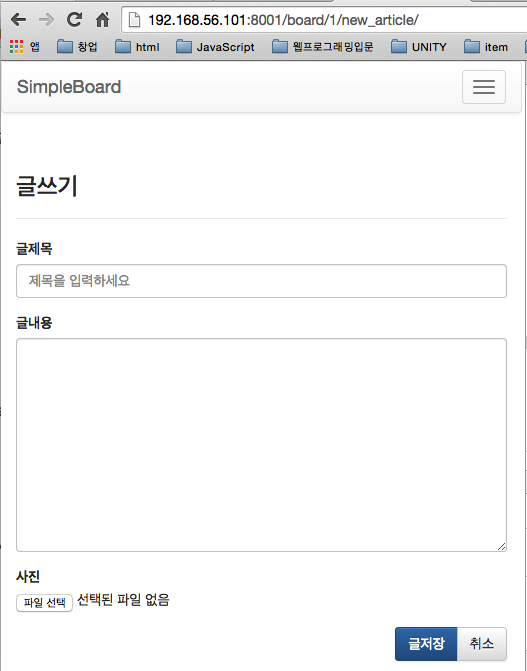 192.168.56.101:8001/board/1/new_article/
앱 창업 html JavaScript 웹프로그래밍입문 UNITY item
SimpleBoard
글쓰기
글제목
제목을 입력하세요
글내용
사진
파일 선택 선택된 파일 없음
글저장 취소